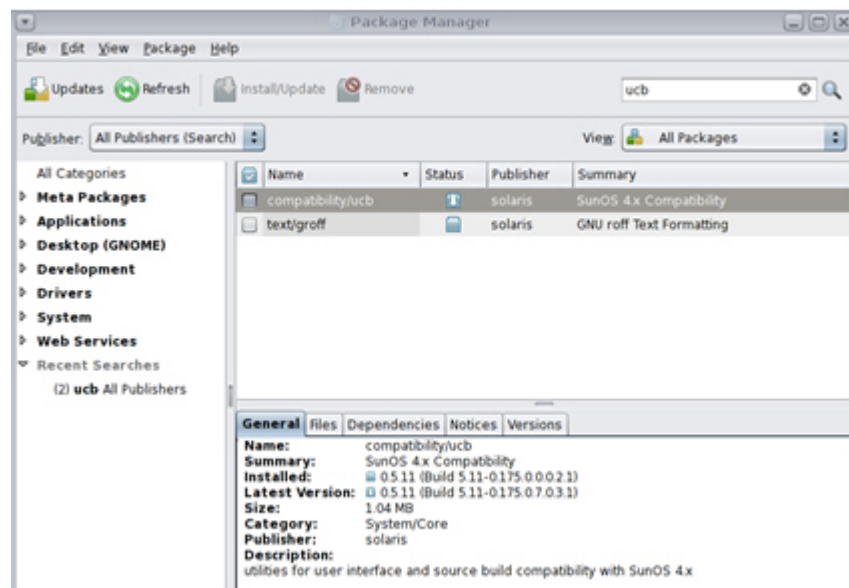 Package Manager
File Edit View Package Help
Updates Refresh Install/Update Remove ucb
Publisher: All Publishers (Search) View: All Packages
All Categories
Meta Packages
Applications
Desktop (GNOME)
Development
Drivers
System
Web Services
Recent Searches
(2) ucb All Publishers
Name Status Publisher Summary
compatibility/ucb solaris SunOS 4.x Compatibility
text/groff solaris GNU roff Text Formatting
General Files Dependencies Notices Versions
Name: compatibility/ucb
Summary: SunOS 4.x Compatibility
Installed: 0.5.11 (Build 5.11-0.175.0.0.0.2.1)
Latest Version: 0.5.11 (Build 5.11-0.175.0.7.0.3.1)
Size: 1.04 MB
Category: System/Core
Publisher: solaris
Description:
utilities for user interface and source build compatibility with SunOS 4.x